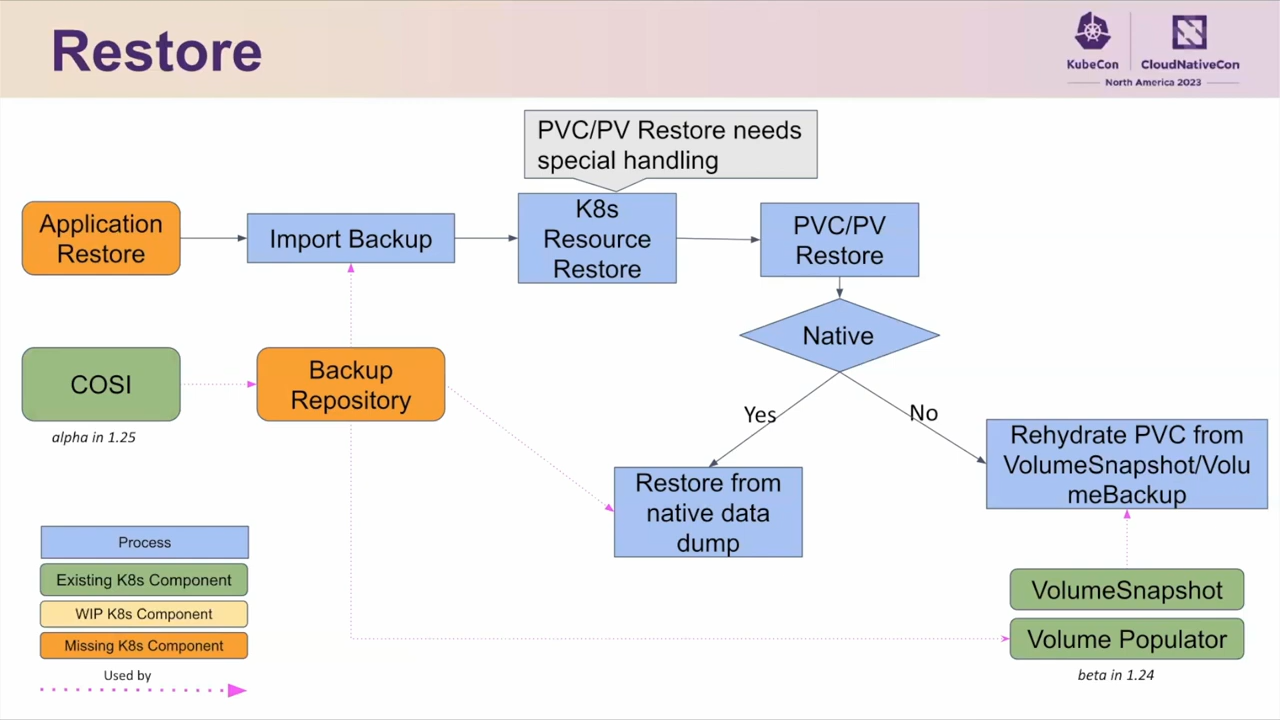 Restore
KubeCon
CloudNativeCon
North America 2023
PVC/PV Restore needs
special handling
Application
Restore
Import Backup
K8s
Resource
Restore
PVC/PV
Restore
Native
COSI
alpha in 1.25
Backup
Repository
Yes
No
Restore from
native data
dump
Rehydrate PVC from
VolumeSnapshot/Volu
meBackup
Process
Existing K8s Component
WIP K8s Component
Missing K8s Component
Used by
VolumeSnapshot
Volume Populator
beta in 1.24